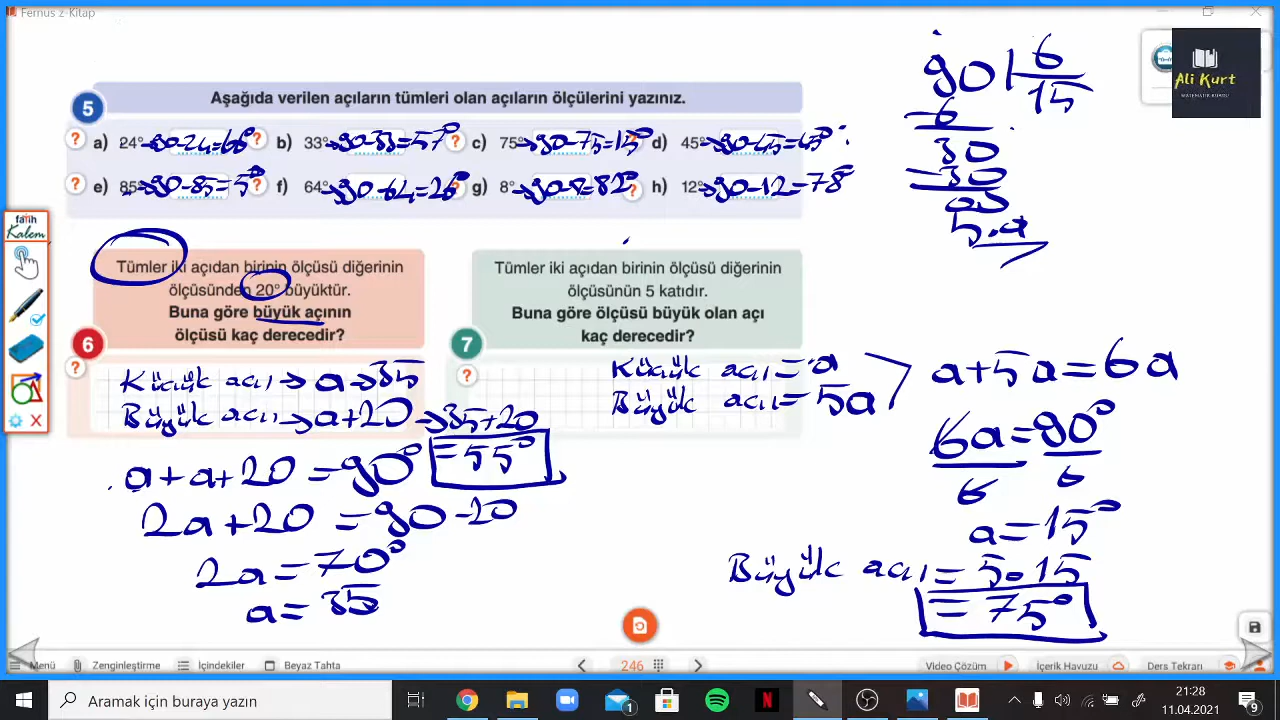 Fernus z-Kitap
Ali Kurt
5
Aşağıda verilen açıların tümleri olan açıların ölçülerini yazınız.
? a) 24° → 90-24=66° ? b) 33° → 90-33=57° ? c) 75° → 90-75=15° ? d) 45° → 90-45=45°
? e) 85° → 90-85=5° ? f) 64° → 90-64=26° ? g) 8° → 90-8=82° ? h) 12° → 90-12=78°
90 6
15
-6
30
-30
00
5.a
fatih
Kalem
Tümler iki açıdan birinin ölçüsü diğerinin
ölçüsünden 20° büyüktür.
Buna göre büyük açının
ölçüsü kaç derecedir?
6
?
Küçük açı → a → 35
Büyük açı → a+20 → 35+20
=55°
a+a+20=90°
2a+20=90-20
2a=70°
a=35
Tümler iki açıdan birinin ölçüsü diğerinin
ölçüsünün 5 katıdır.
Buna göre ölçüsü büyük olan açı
kaç derecedir?
7
?
Küçük açı=a
Büyük açı=5a
a+5a=6a
6a=90°
6 6
a=15°
Büyük açı=5.15
=75°
Menü Zenginleştirme İçindekiler Beyaz Tahta 246 Video Çözüm İçerik Havuzu Ders Tekrarı
Aramak için buraya yazın
1
N
21:28
11.04.2021
9